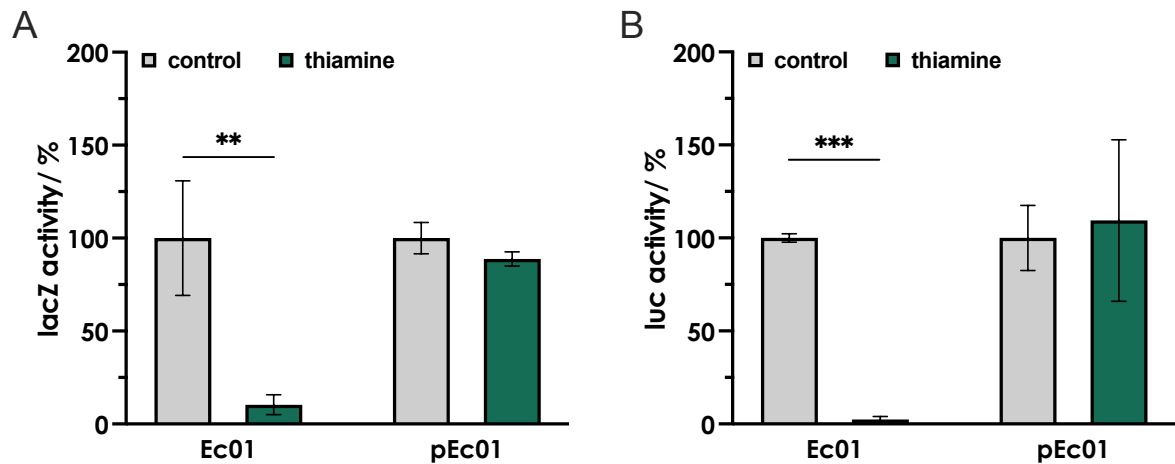 A
lacZ activity/ %
200
150
100
50
0
control thiamine
**
Ec01 pEc01
B
luc activity/ %
200
150
100
50
0
control thiamine
***
Ec01 pEc01